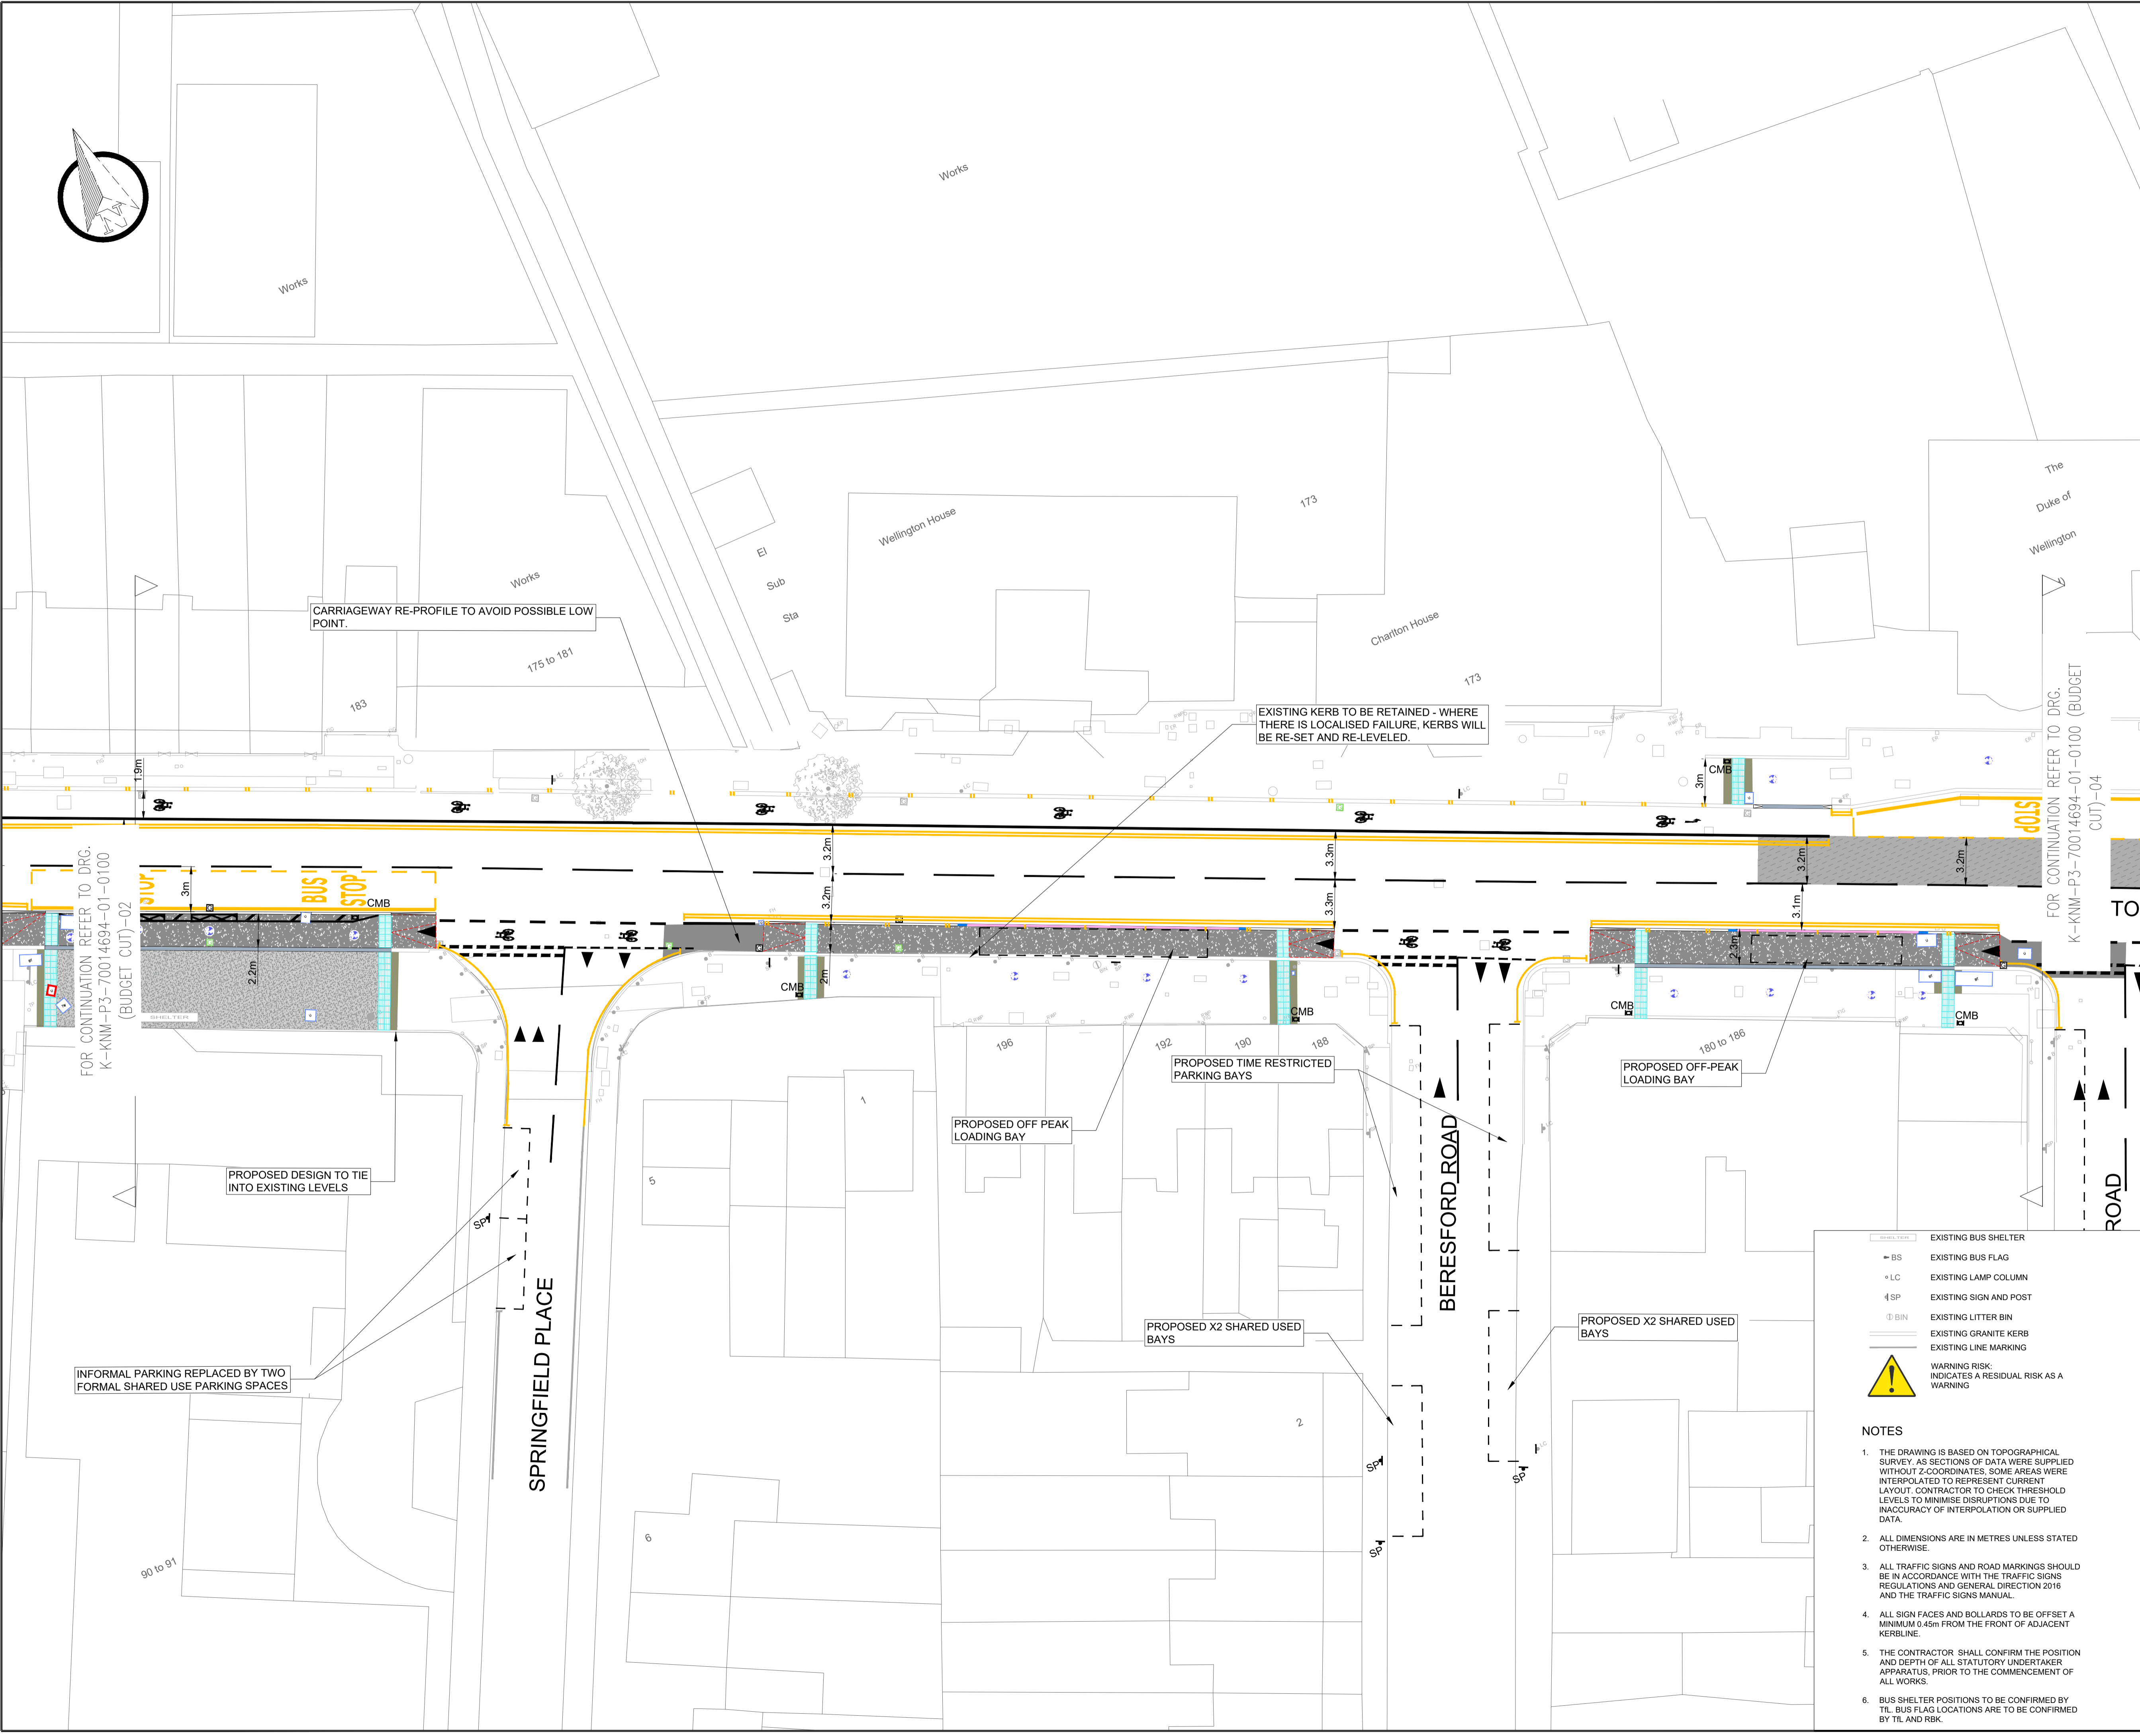 N
Works
Works
Works
The
Duke of
Wellington
173
Wellington House
El
Sub
Sta
Charlton House
173
175 to 181
183
CARRIAGEWAY RE-PROFILE TO AVOID POSSIBLE LOW
POINT.
EXISTING KERB TO BE RETAINED - WHERE
THERE IS LOCALISED FAILURE, KERBS WILL
BE RE-SET AND RE-LEVELED.
FOR CONTINUATION REFER TO DRG.
K-KNM-P3-70014694-01-0100 (BUDGET
CUT)-04
1.9m
3m
CMB
STOP
3.2m
3.2m
3.3m
3.3m
3.2m
3.1m
3.2m
TO
FOR CONTINUATION REFER TO DRG.
K-KNM-P3-70014694-01-0100
(BUDGET CUT)-02
3m
STOP
BUS
STOP
CMB
2.2m
SHELTER
2m
CMB
CMB
2.3m
CMB
CMB
196
192
190
188
180 to 186
PROPOSED TIME RESTRICTED
PARKING BAYS
PROPOSED OFF-PEAK
LOADING BAY
PROPOSED OFF PEAK
LOADING BAY
1
5
PROPOSED DESIGN TO TIE
INTO EXISTING LEVELS
SP
SPRINGFIELD PLACE
BERESFORD ROAD
ROAD
PROPOSED X2 SHARED USED
BAYS
PROPOSED X2 SHARED USED
BAYS
INFORMAL PARKING REPLACED BY TWO
FORMAL SHARED USE PARKING SPACES
2
6
90 to 91
SP
SP
SP
LC
SHELTER EXISTING BUS SHELTER
BS EXISTING BUS FLAG
LC EXISTING LAMP COLUMN
SP EXISTING SIGN AND POST
BIN EXISTING LITTER BIN
EXISTING GRANITE KERB
EXISTING LINE MARKING
WARNING RISK:
INDICATES A RESIDUAL RISK AS A
WARNING
NOTES
1. THE DRAWING IS BASED ON TOPOGRAPHICAL
SURVEY. AS SECTIONS OF DATA WERE SUPPLIED
WITHOUT Z-COORDINATES, SOME AREAS WERE
INTERPOLATED TO REPRESENT CURRENT
LAYOUT. CONTRACTOR TO CHECK THRESHOLD
LEVELS TO MINIMISE DISRUPTIONS DUE TO
INACCURACY OF INTERPOLATION OR SUPPLIED
DATA.
2. ALL DIMENSIONS ARE IN METRES UNLESS STATED
OTHERWISE.
3. ALL TRAFFIC SIGNS AND ROAD MARKINGS SHOULD
BE IN ACCORDANCE WITH THE TRAFFIC SIGNS
REGULATIONS AND GENERAL DIRECTION 2016
AND THE TRAFFIC SIGNS MANUAL.
4. ALL SIGN FACES AND BOLLARDS TO BE OFFSET A
MINIMUM 0.45m FROM THE FRONT OF ADJACENT
KERBLINE.
5. THE CONTRACTOR SHALL CONFIRM THE POSITION
AND DEPTH OF ALL STATUTORY UNDERTAKER
APPARATUS, PRIOR TO THE COMMENCEMENT OF
ALL WORKS.
6. BUS SHELTER POSITIONS TO BE CONFIRMED BY
TfL. BUS FLAG LOCATIONS ARE TO BE CONFIRMED
BY TfL AND RBK.